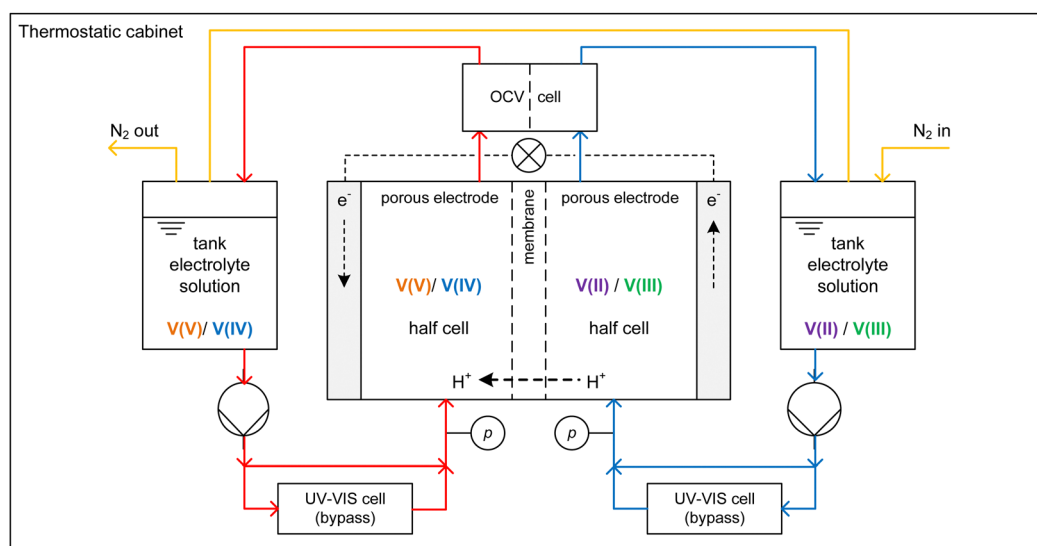 Thermostatic cabinet
OCV cell
N₂ out
N₂ in
e⁻
porous electrode
membrane
porous electrode
e⁻
tank
electrolyte
solution
V(V)/ V(IV)
V(V)/ V(IV)
half cell
V(II) / V(III)
half cell
tank
electrolyte
solution
V(II) / V(III)
H⁺
H⁺
p
p
UV-VIS cell
(bypass)
UV-VIS cell
(bypass)